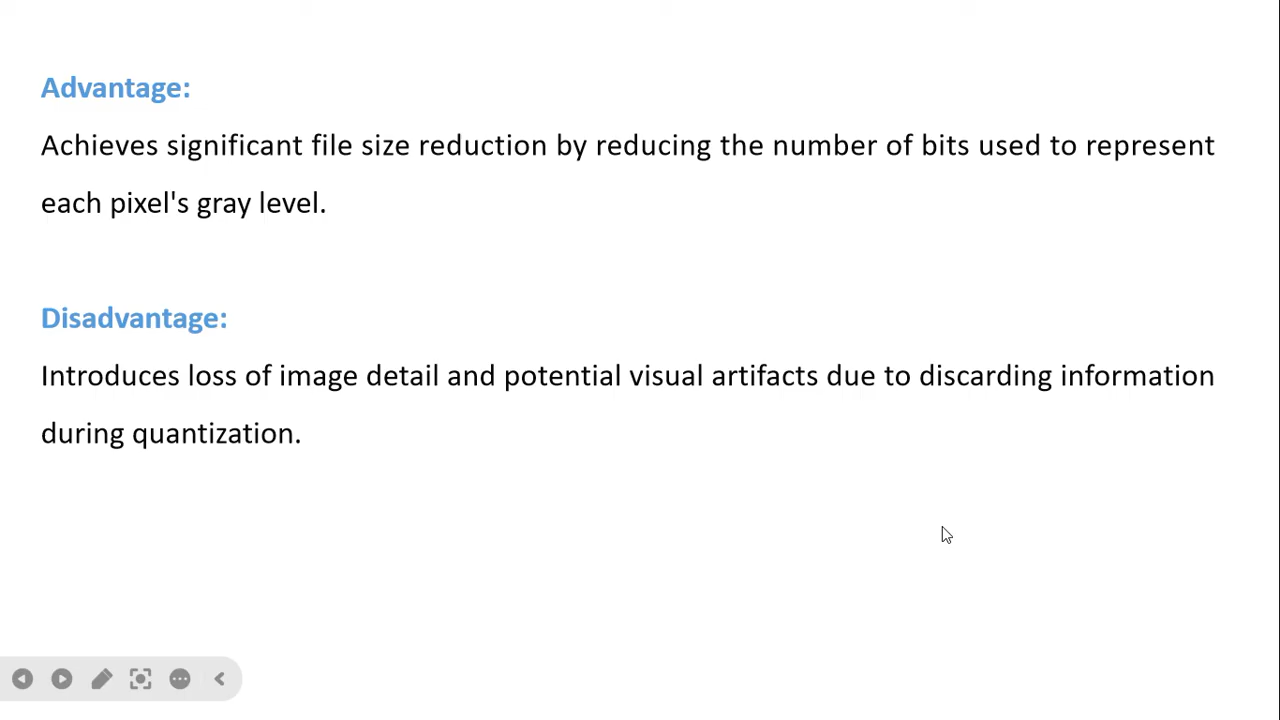 Advantage:
Achieves significant file size reduction by reducing the number of bits used to represent
each pixel's gray level.
Disadvantage:
Introduces loss of image detail and potential visual artifacts due to discarding information
during quantization.